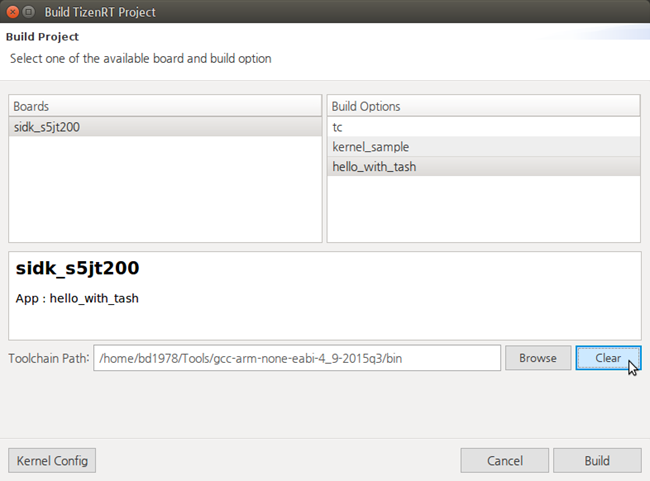 Build TizenRT Project
Build Project
Select one of the available board and build option
Boards
Build Options
sidk_s5jt200
tc
kernel_sample
hello_with_tash
sidk_s5jt200
App : hello_with_tash
Toolchain Path: /home/bd1978/Tools/gcc-arm-none-eabi-4_9-2015q3/bin Browse Clear
Kernel Config Cancel Build